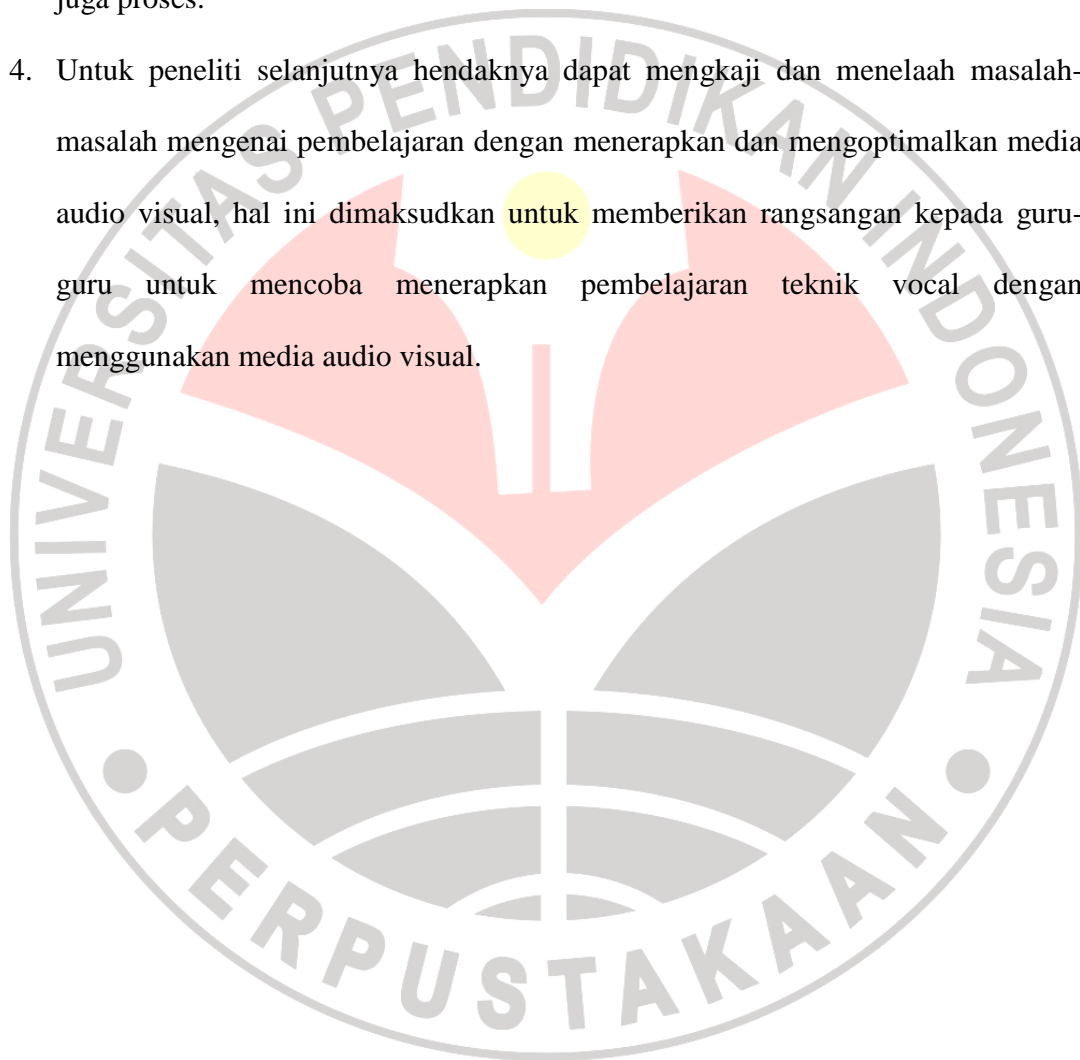 juga proses.
4. Untuk peneliti selanjutnya hendaknya dapat mengkaji dan menelaah masalah-
masalah mengenai pembelajaran dengan menerapkan dan mengoptimalkan media
audio visual, hal ini dimaksudkan untuk memberikan rangsangan kepada guru-
guru untuk mencoba menerapkan pembelajaran teknik vocal dengan
menggunakan media audio visual.
UNIVERSITAS PENDIDIKAN INDONESIA
PERPUSTAKAAN